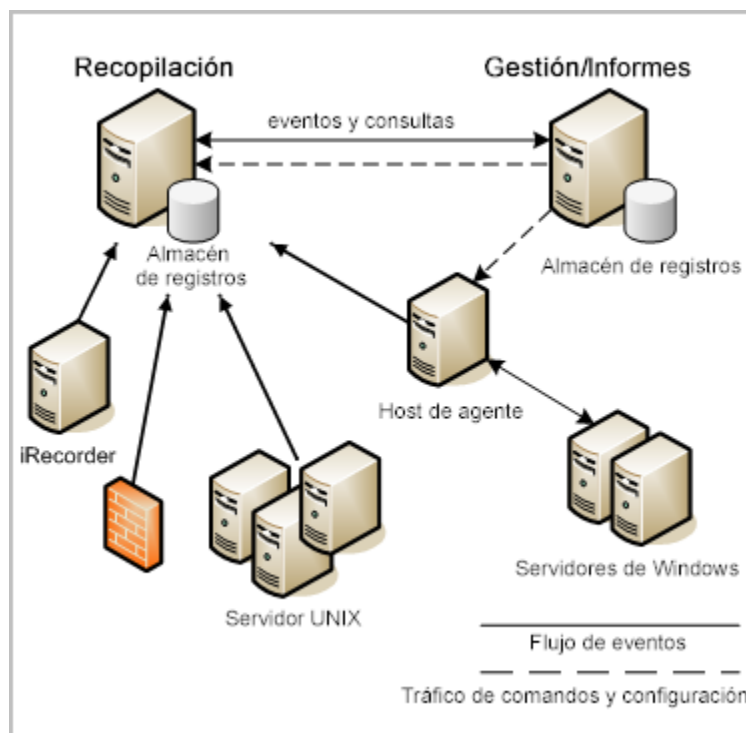 Recopilación
Gestión/Informes
eventos y consultas
Almacén
de registros
Almacén de registros
Host de agente
iRecorder
Servidor UNIX
Servidores de Windows
Flujo de eventos
Tráfico de comandos y configuración